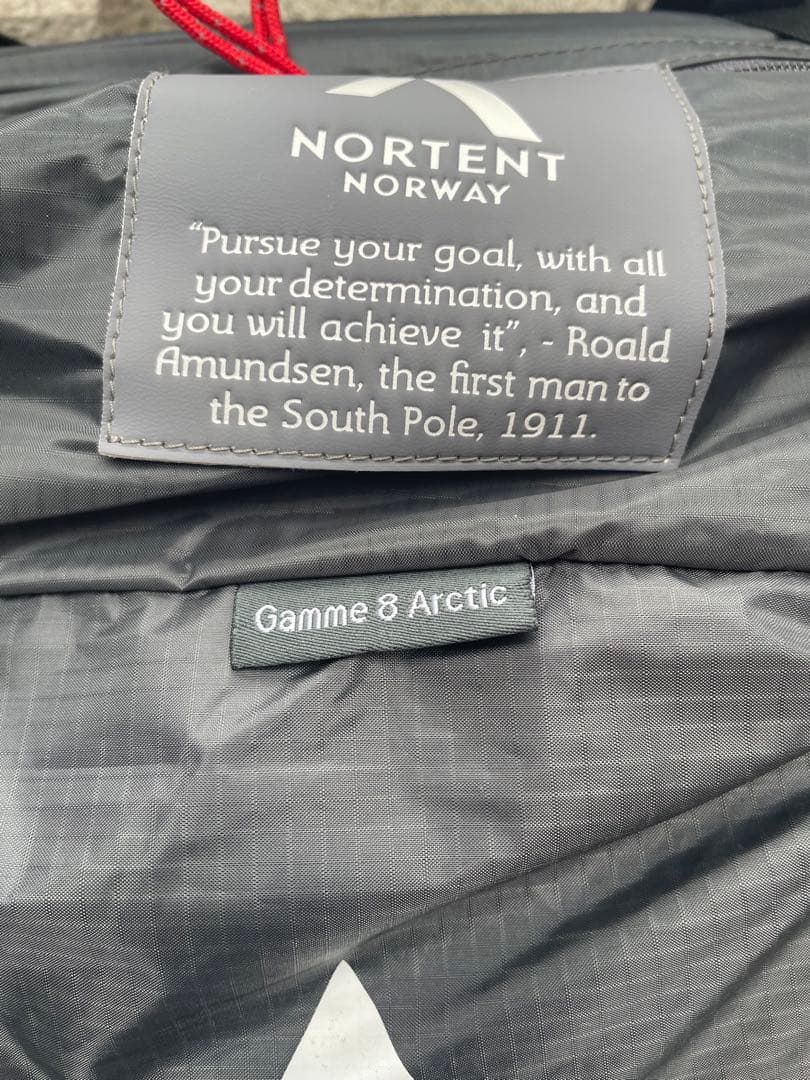 NORTENT
NORWAY
“Pursue your goal, with all
your determination, and
you will achieve it”, - Roald
Amundsen, the first man to
the South Pole, 1911.
Gamme 8 Arctic